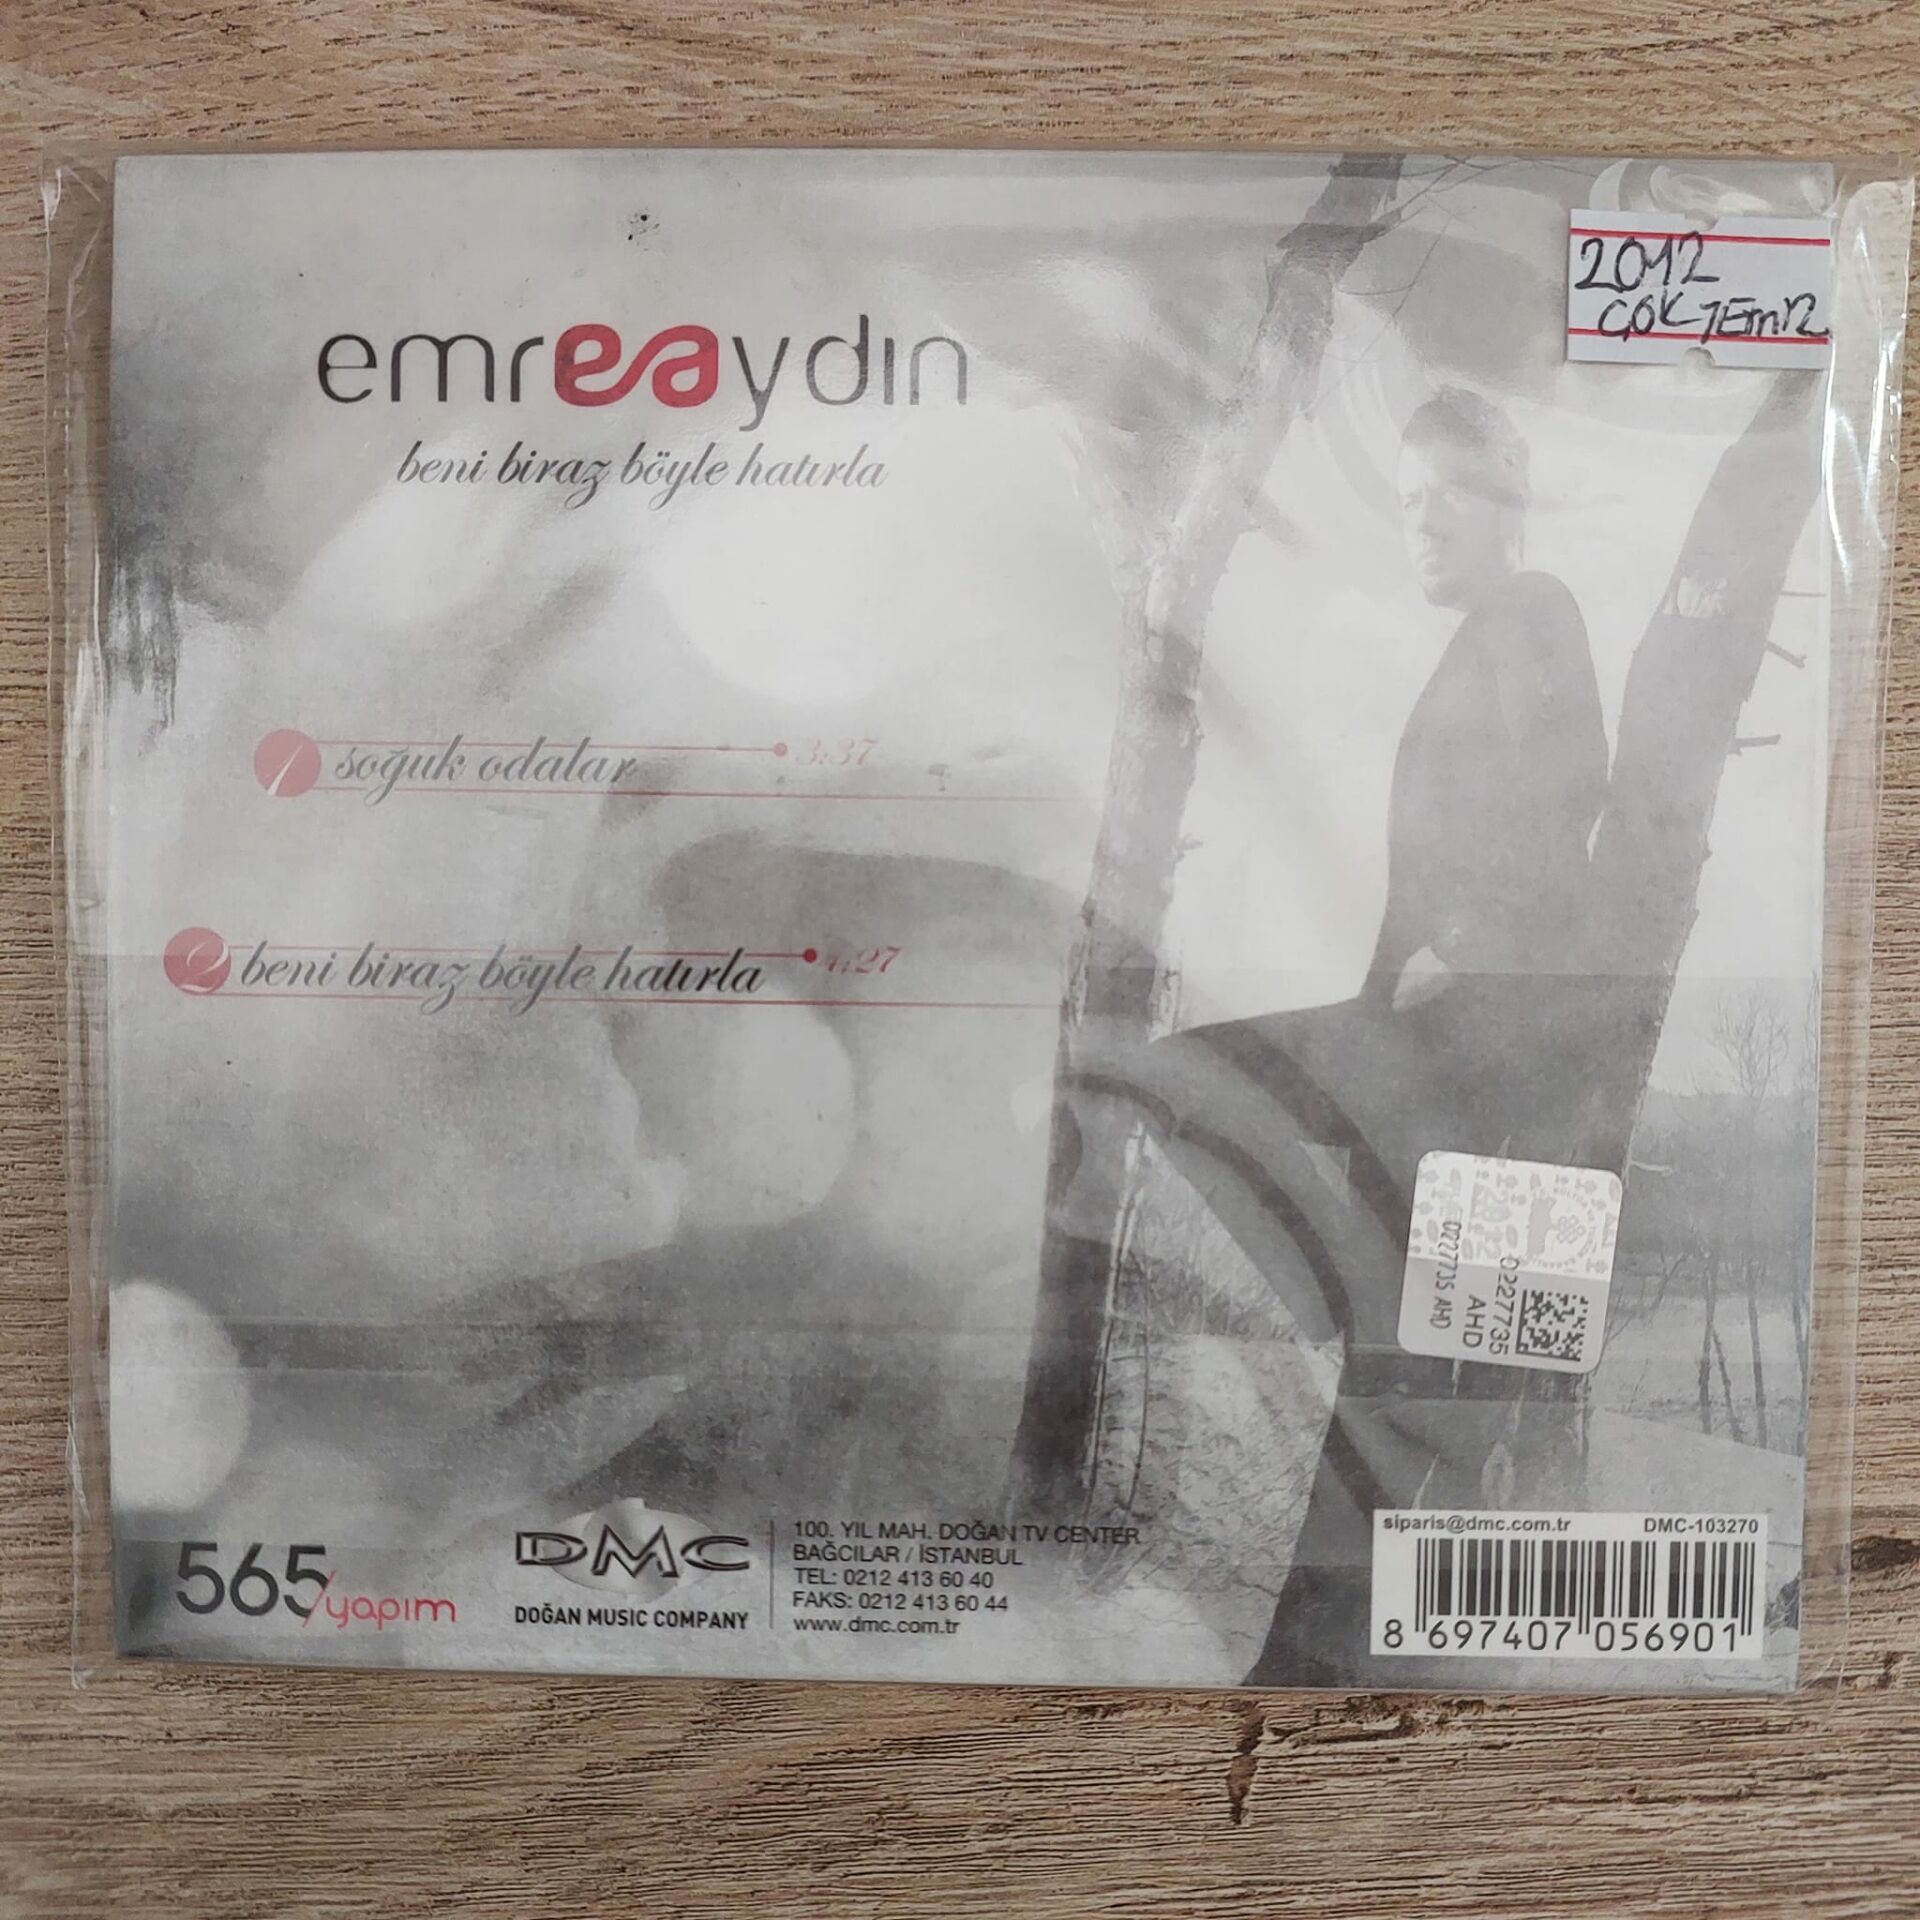 2012
ÇOK TEMİZ
emreaydın
beni biraz böyle hatırla
1 soğuk odalar 3:37
2 beni biraz böyle hatırla 4:27
0227735 AHD
0227735
AHD
2012
565/yapım
DMC
DOĞAN MUSIC COMPANY
100. YIL MAH. DOĞAN TV CENTER
BAĞCILAR / İSTANBUL
TEL: 0212 413 60 40
FAKS: 0212 413 60 44
www.dmc.com.tr
siparis@dmc.com.tr DMC-103270
8 697407 056901